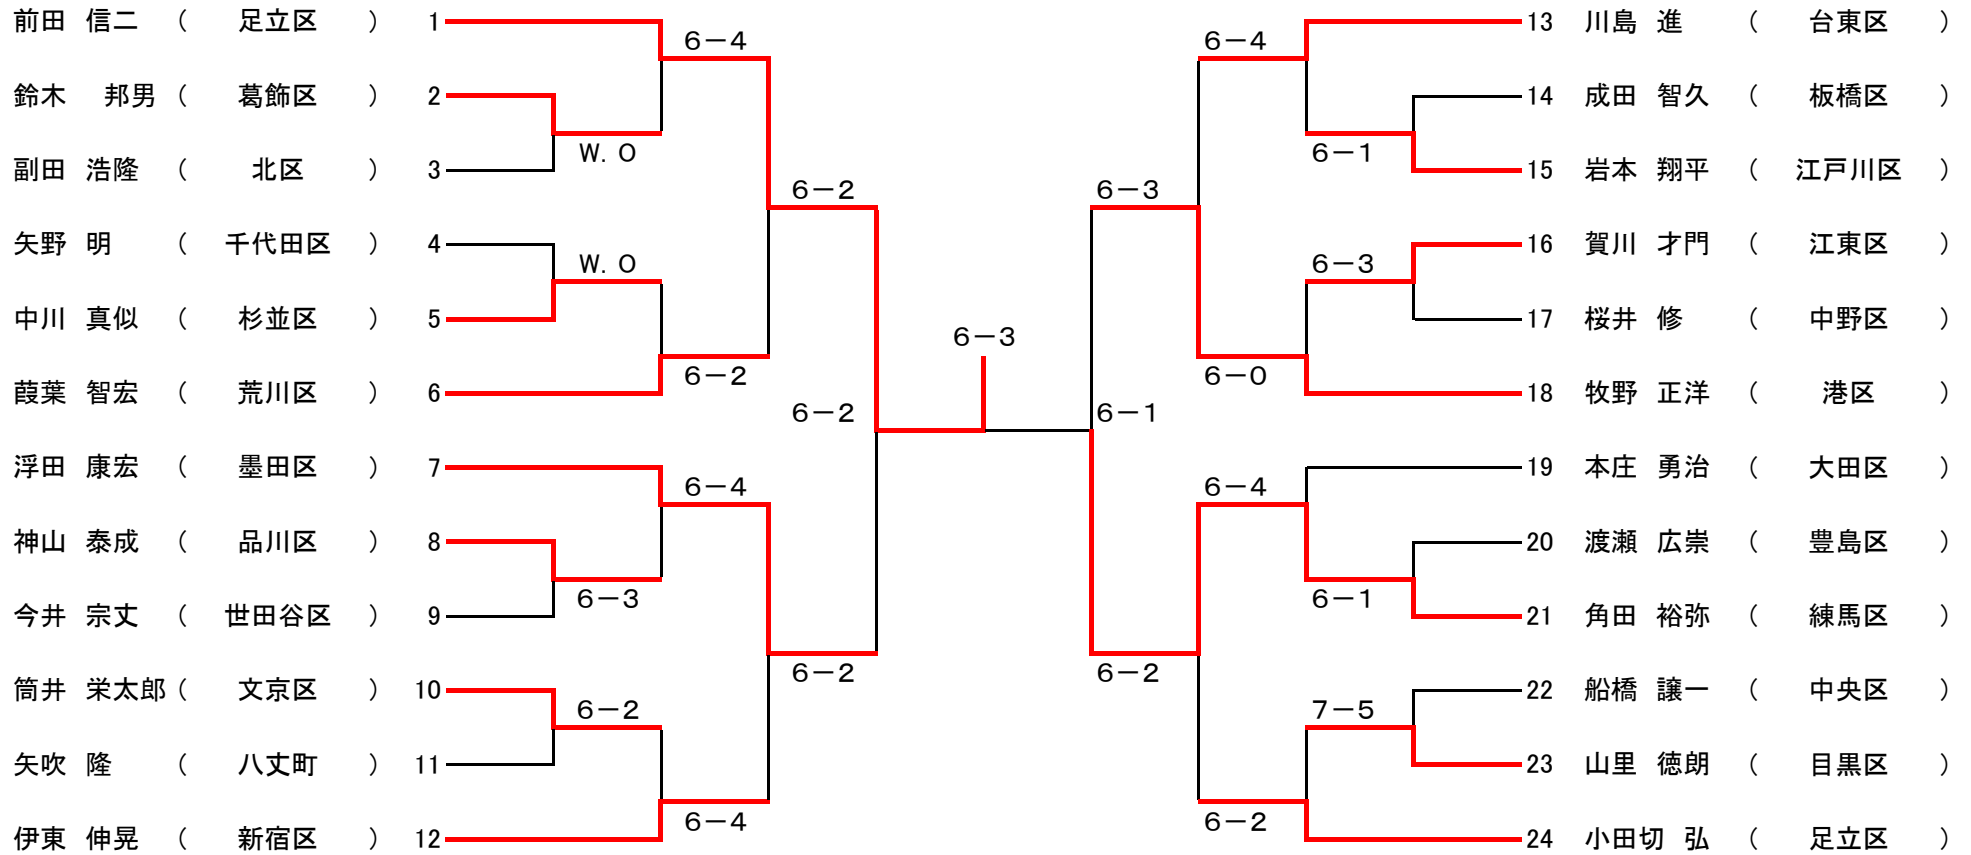 前田 信二 ( 足立区 ) 1
6-4
鈴木 邦男 ( 葛飾区 ) 2
W.O
副田 浩隆 ( 北区 ) 3
6-2
矢野 明 ( 千代田区 ) 4
W.O
中川 真似 ( 杉並区 ) 5
6-2
葭葉 智宏 ( 荒川区 ) 6
6-2
浮田 康宏 ( 墨田区 ) 7
6-4
神山 泰成 ( 品川区 ) 8
6-3
今井 宗丈 ( 世田谷区 ) 9
6-2
筒井 栄太郎 ( 文京区 ) 10
6-2
矢吹 隆 ( 八丈町 ) 11
6-4
伊東 伸晃 ( 新宿区 ) 12
6-3
13 川島 進 ( 台東区 )
6-4
14 成田 智久 ( 板橋区 )
6-1
15 岩本 翔平 ( 江戸川区 )
6-3
16 賀川 才門 ( 江東区 )
6-3
17 桜井 修 ( 中野区 )
6-0
18 牧野 正洋 ( 港区 )
6-1
19 本庄 勇治 ( 大田区 )
6-4
20 渡瀬 広崇 ( 豊島区 )
6-1
21 角田 裕弥 ( 練馬区 )
6-2
22 船橋 譲一 ( 中央区 )
7-5
23 山里 徳朗 ( 目黒区 )
6-2
24 小田切 弘 ( 足立区 )